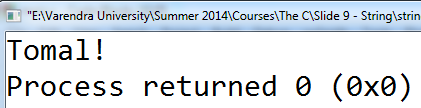 "E:\Varendra University\Summer 2014\Courses\The C\Slide 9 - String\strin
Tomal!
Process returned 0 (0x0)